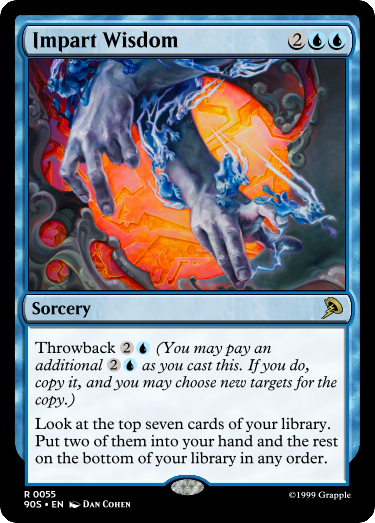 Impart Wisdom 2
Sorcery
Throwback 2 (You may pay an
additional 2 as you cast this. If you do,
copy it, and you may choose new targets for the
copy.)
Look at the top seven cards of your library.
Put two of them into your hand and the rest
on the bottom of your library in any order.
R 0055
90S • EN DAN COHEN
©1999 Grapple